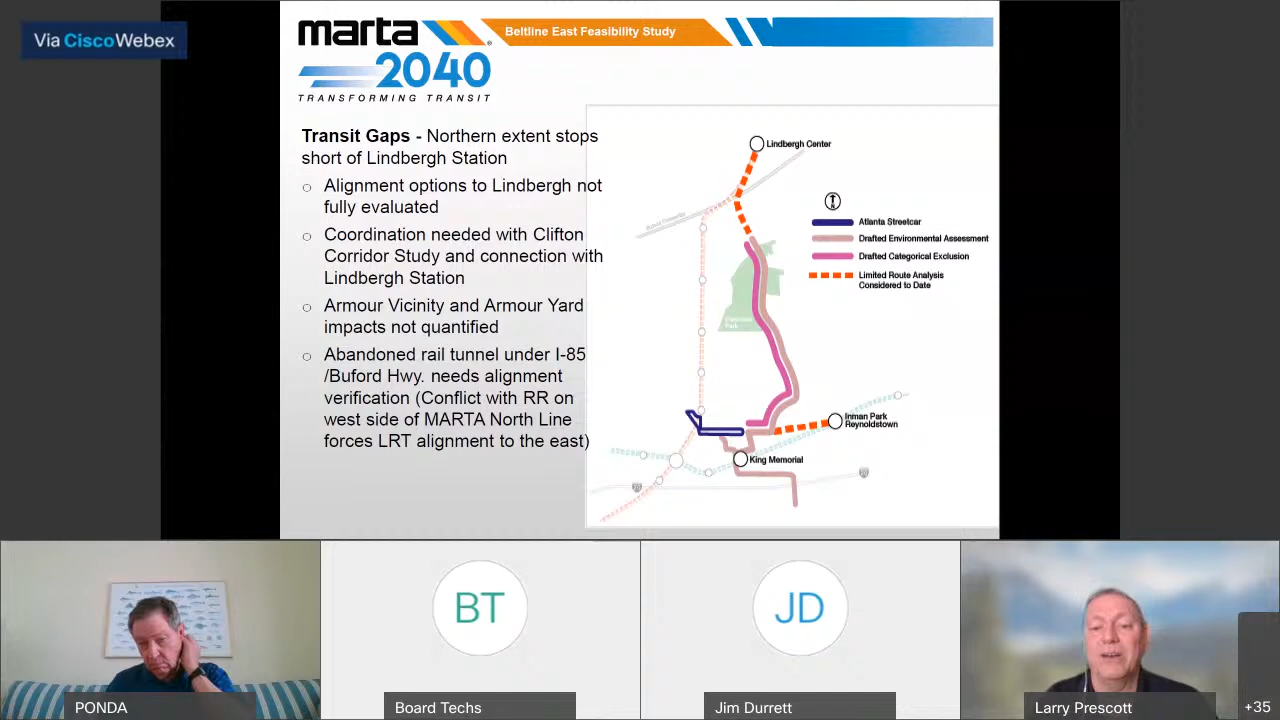 Via CiscoWebex
marta
2040
TRANSFORMING TRANSIT
Beltline East Feasibility Study
Transit Gaps - Northern extent stops
short of Lindbergh Station
○ Alignment options to Lindbergh not
fully evaluated
○ Coordination needed with Clifton
Corridor Study and connection with
Lindbergh Station
○ Armour Vicinity and Armour Yard
impacts not quantified
○ Abandoned rail tunnel under I-85
/Buford Hwy. needs alignment
verification (Conflict with RR on
west side of MARTA North Line
forces LRT alignment to the east)
Lindbergh Center
N
Atlanta Streetcar
Drafted Environmental Assessment
Drafted Categorical Exclusion
Limited Route Analysis
Considered to Date
Park
Inman Park
Reynoldstown
King Memorial
BT
JD
PONDA
Board Techs
Jim Durrett
Larry Prescott
+35